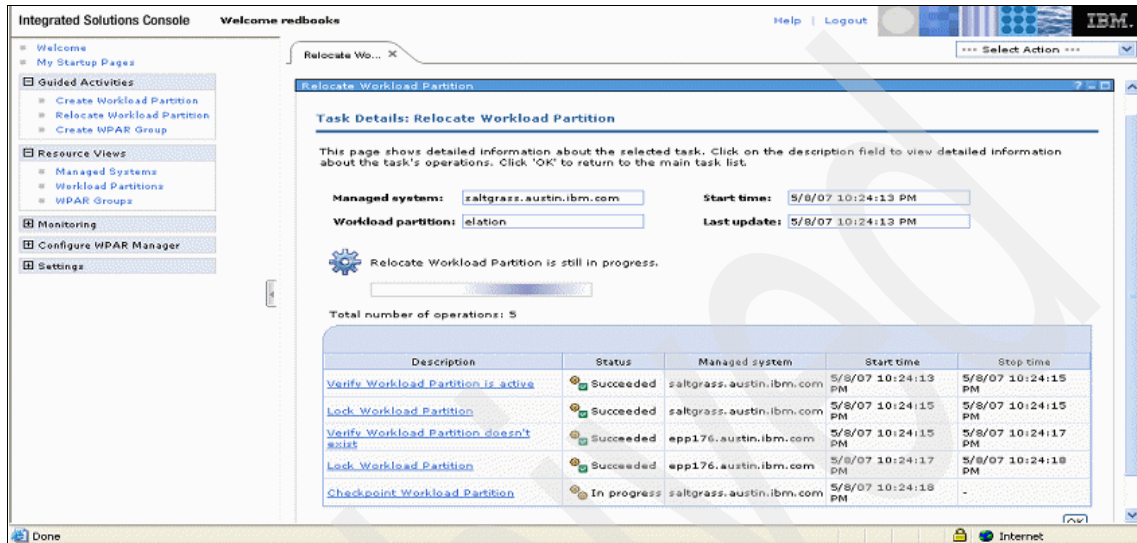 Integrated Solutions Console Welcome redbooks Help | Logout IBM.
Welcome
My Startup Pages
Guided Activities
Create Workload Partition
Relocate Workload Partition
Create WPAR Group
Resource Views
Managed Systems
Workload Partitions
WPAR Groups
Monitoring
Configure WPAR Manager
Settings
Relocate Wo... X
--- Select Action ---
Relocate Workload Partition
Task Details: Relocate Workload Partition
This page shows detailed information about the selected task. Click on the description field to view detailed information
about the task's operations. Click 'OK' to return to the main task list.
Managed system: saltgrass.austin.ibm.com Start time: 5/8/07 10:24:13 PM
Workload partition: elation Last update: 5/8/07 10:24:13 PM
Relocate Workload Partition is still in progress.
Total number of operations: 5
Description Status Managed system Start time Stop time
Verify Workload Partition is active Succeeded saltgrass.austin.ibm.com 5/8/07 10:24:13 PM 5/8/07 10:24:15 PM
Lock Workload Partition Succeeded saltgrass.austin.ibm.com 5/8/07 10:24:15 PM 5/8/07 10:24:15 PM
Verify Workload Partition doesn't exist Succeeded epp176.austin.ibm.com 5/8/07 10:24:15 PM 5/8/07 10:24:17 PM
Lock Workload Partition Succeeded epp176.austin.ibm.com 5/8/07 10:24:17 PM 5/8/07 10:24:18 PM
Checkpoint Workload Partition In progress saltgrass.austin.ibm.com 5/8/07 10:24:18 PM -
OK
Done Internet